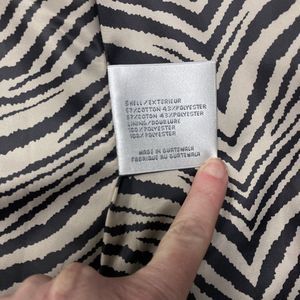 SHELL/EXTERIEUR
57/COTTON 43/POLYESTER
57/COTON 43/POLYESTER
LINING/DOUBLURE
100/POLYESTER
100/POLYESTER
MADE IN GUATEMALA
FABRIQUE AU GUATEMALA